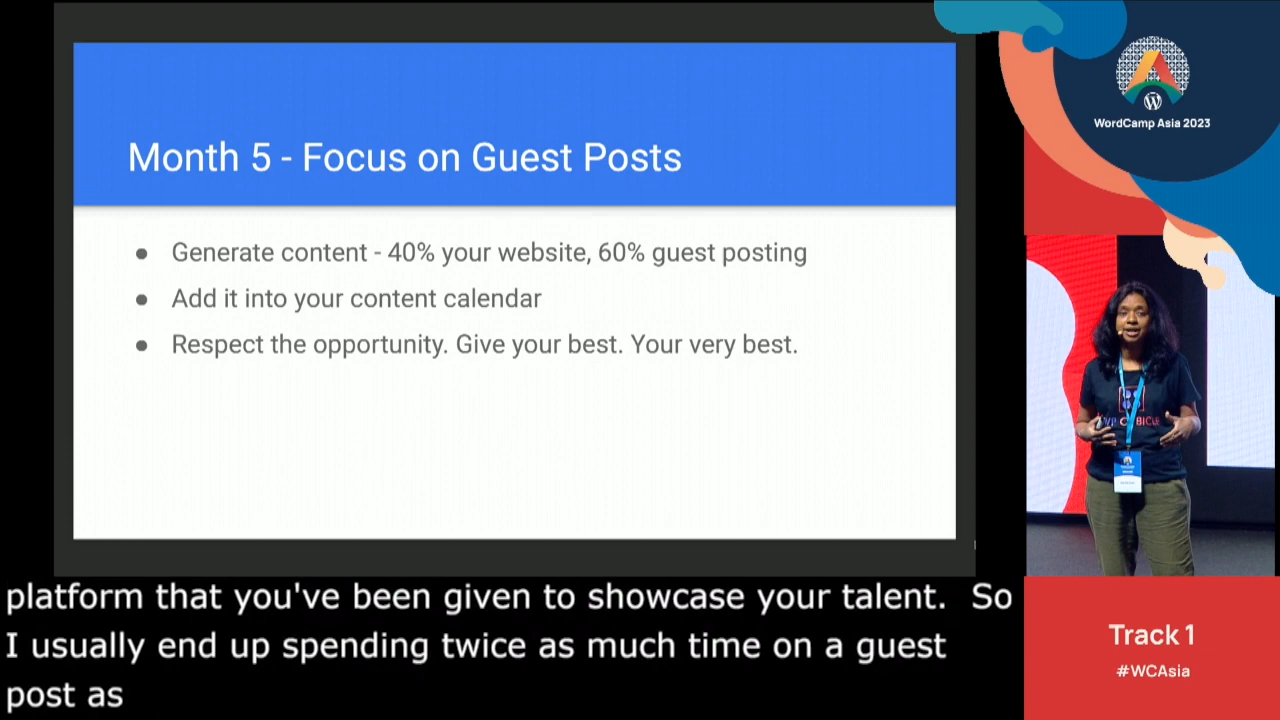 Month 5 - Focus on Guest Posts
● Generate content - 40% your website, 60% guest posting
● Add it into your content calendar
● Respect the opportunity. Give your best. Your very best.
WordCamp Asia 2023
platform that you've been given to showcase your talent. So
I usually end up spending twice as much time on a guest
post as
Track 1
#WCAsia